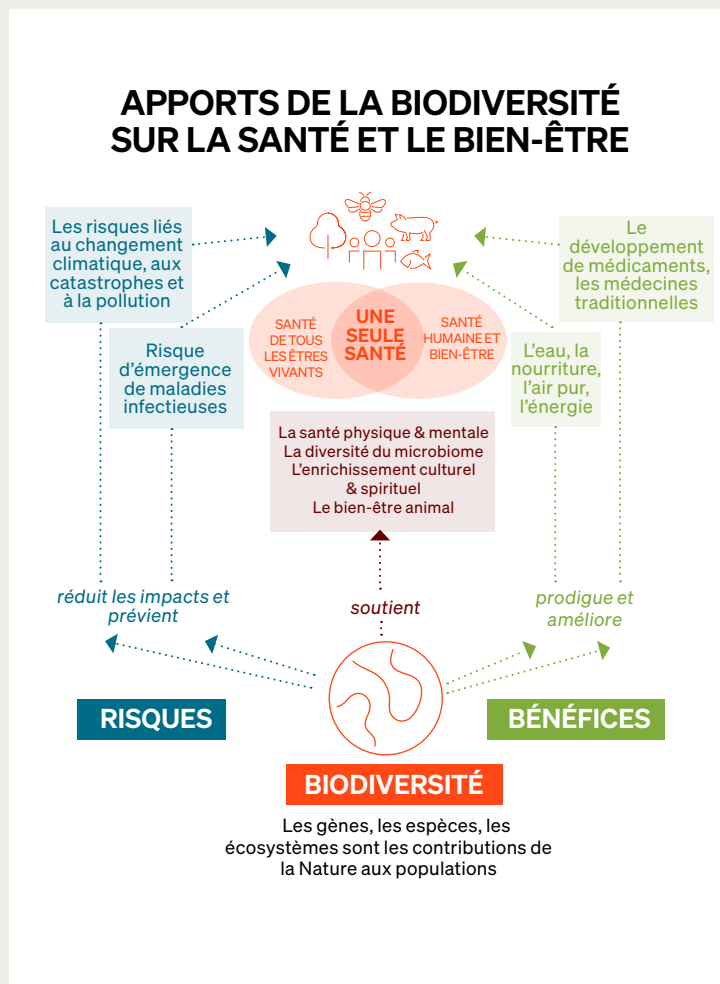 APPORTS DE LA BIODIVERSITÉ
SUR LA SANTÉ ET LE BIEN-ÊTRE
Les risques liés
au changement
climatique, aux
catastrophes et
à la pollution
Risque
d’émergence
de maladies
infectieuses
SANTÉ
DE TOUS
LES ÊTRES
VIVANTS
UNE
SEULE
SANTÉ
SANTÉ
HUMAINE ET
BIEN-ÊTRE
Le
développement
de médicaments,
les médecines
traditionnelles
L’eau, la
nourriture,
l’air pur,
l’énergie
La santé physique & mentale
La diversité du microbiome
L’enrichissement culturel
& spirituel
Le bien-être animal
réduit les impacts et
prévient
soutient
prodigue et
améliore
RISQUES
BÉNÉFICES
BIODIVERSITÉ
Les gènes, les espèces, les
écosystèmes sont les contributions de
la Nature aux populations